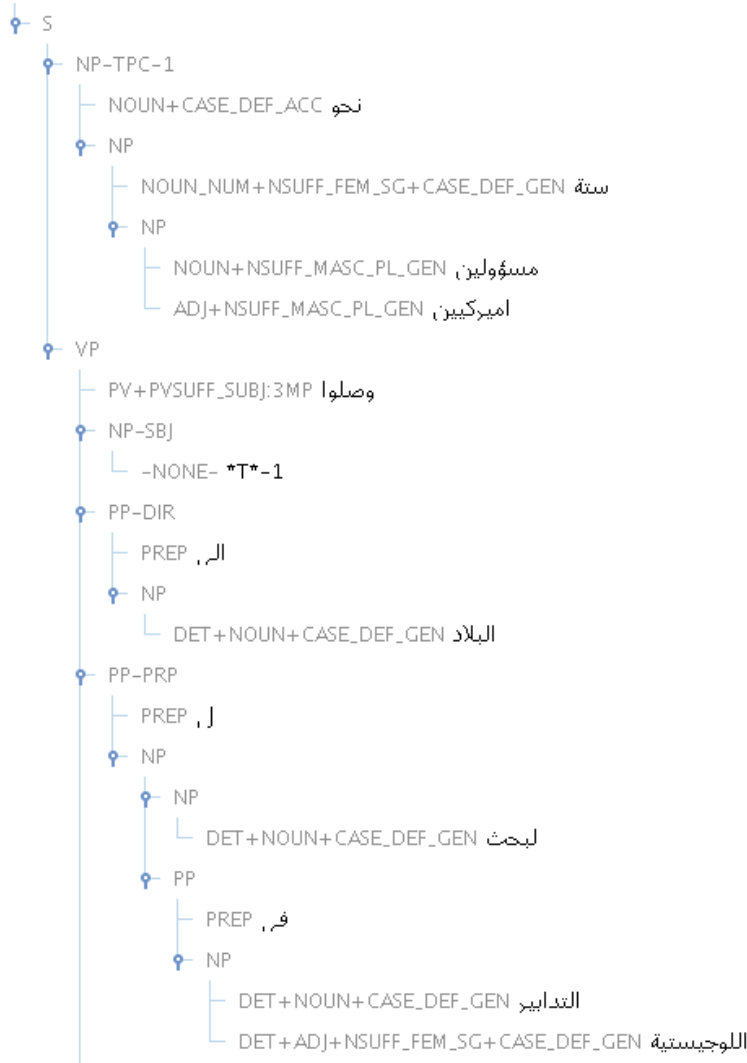 S
NP-TPC-1
NOUN+CASE_DEF_ACC نحو
NP
NOUN_NUM+NSUFF_FEM_SG+CASE_DEF_GEN ستة
NP
NOUN+NSUFF_MASC_PL_GEN مسؤولين
ADJ+NSUFF_MASC_PL_GEN اميركيين
VP
PV+PVSUFF_SUBJ:3MP وصلوا
NP-SBJ
-NONE- *T*-1
PP-DIR
PREP الى
NP
DET+NOUN+CASE_DEF_GEN البلاد
PP-PRP
PREP ل
NP
NP
DET+NOUN+CASE_DEF_GEN لبحث
PP
PREP في
NP
DET+NOUN+CASE_DEF_GEN التدابير
DET+ADJ+NSUFF_FEM_SG+CASE_DEF_GEN اللوجيستية